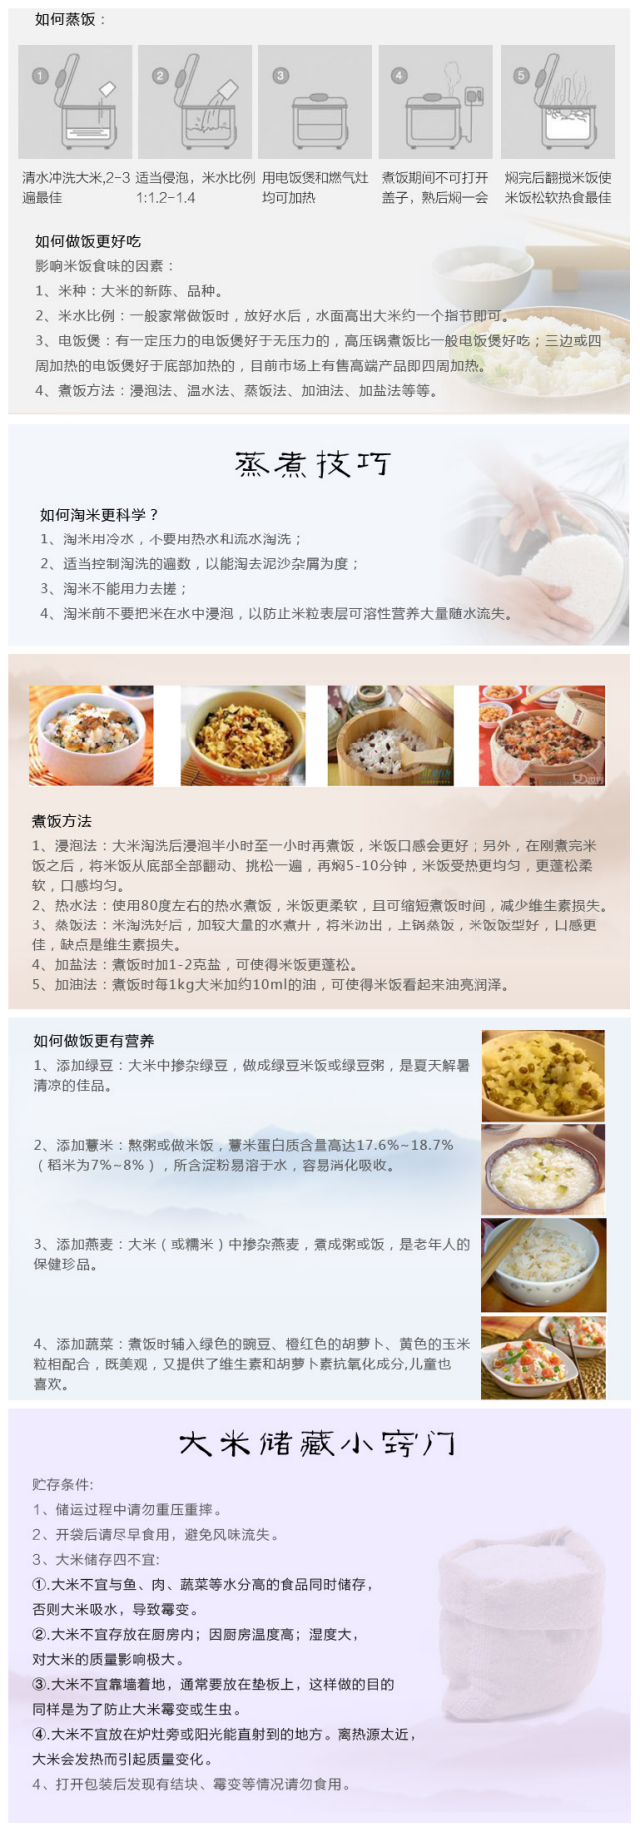 如何蒸饭：
1 2 3 4 5
清水冲洗大米,2-3 适当侵泡，米水比例 用电饭煲和燃气灶 煮饭期间不可打开 焖完后翻搅米饭使
遍最佳 1:1.2-1.4 均可加热 盖子，熟后焖一会 米饭松软热食最佳
如何做饭更好吃
影响米饭食味的因素：
1、米种：大米的新陈、品种。
2、米水比例：一般家常做饭时，放好水后，水面高出大米约一个指节即可。
3、电饭煲：有一定压力的电饭煲好于无压力的，高压锅煮饭比一般电饭煲好吃；三边或四
周加热的电饭煲好于底部加热的，目前市场上有售高端产品即四周加热。
4、煮饭方法：浸泡法、温水法、蒸饭法、加油法、加盐法等等。
蒸煮技巧
如何淘米更科学？
1、淘米用冷水，不要用热水和流水淘洗；
2、适当控制淘洗的遍数，以能淘去泥沙杂屑为度；
3、淘米不能用力去搓；
4、淘米前不要把米在水中浸泡，以防止米粒表层可溶性营养大量随水流失。
煮饭方法
1、浸泡法：大米淘洗后浸泡半小时至一小时再煮饭，米饭口感会更好；另外，在刚煮完米
饭之后，将米饭从底部全部翻动、挑松一遍，再焖5-10分钟，米饭受热更均匀，更蓬松柔
软，口感均匀。
2、热水法：使用80度左右的热水煮饭，米饭更柔软，且可缩短煮饭时间，减少维生素损失。
3、蒸饭法：米淘洗好后，加较大量的水煮开，将米沥出，上锅蒸饭，米饭饭型好，口感更
佳，缺点是维生素损失。
4、加盐法：煮饭时加1-2克盐，可使得米饭更蓬松。
5、加油法：煮饭时每1kg大米加约10ml的油，可使得米饭看起来油亮润泽。
如何做饭更有营养
1、添加绿豆：大米中掺杂绿豆，做成绿豆米饭或绿豆粥，是夏天解暑
清凉的佳品。
2、添加薏米：熬粥或做米饭，薏米蛋白质含量高达17.6%~18.7%
（稻米为7%~8%），所含淀粉易溶于水，容易消化吸收。
3、添加燕麦：大米（或糯米）中掺杂燕麦，煮成粥或饭，是老年人的
保健珍品。
4、添加蔬菜：煮饭时辅入绿色的豌豆、橙红色的胡萝卜、黄色的玉米
粒相配合，既美观，又提供了维生素和胡萝卜素抗氧化成分,儿童也
喜欢。
大米储藏小窍门
贮存条件:
1、储运过程中请勿重压重摔。
2、开袋后请尽早食用，避免风味流失。
3、大米储存四不宜:
①.大米不宜与鱼、肉、蔬菜等水分高的食品同时储存，
否则大米吸水，导致霉变。
②.大米不宜存放在厨房内；因厨房温度高；湿度大，
对大米的质量影响极大。
③.大米不宜靠墙着地，通常要放在垫板上，这样做的目的
同样是为了防止大米霉变或生虫。
④.大米不宜放在炉灶旁或阳光能直射到的地方。离热源太近，
大米会发热而引起质量变化。
4、打开包装后发现有结块、霉变等情况请勿食用。